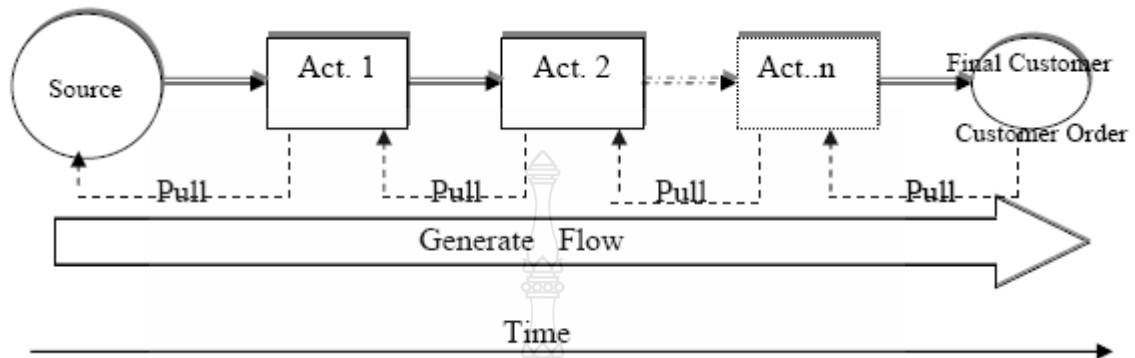 Source
Act. 1
Act. 2
Act..n
Final Customer
Customer Order
Pull
Pull
Pull
Pull
Generate Flow
Time